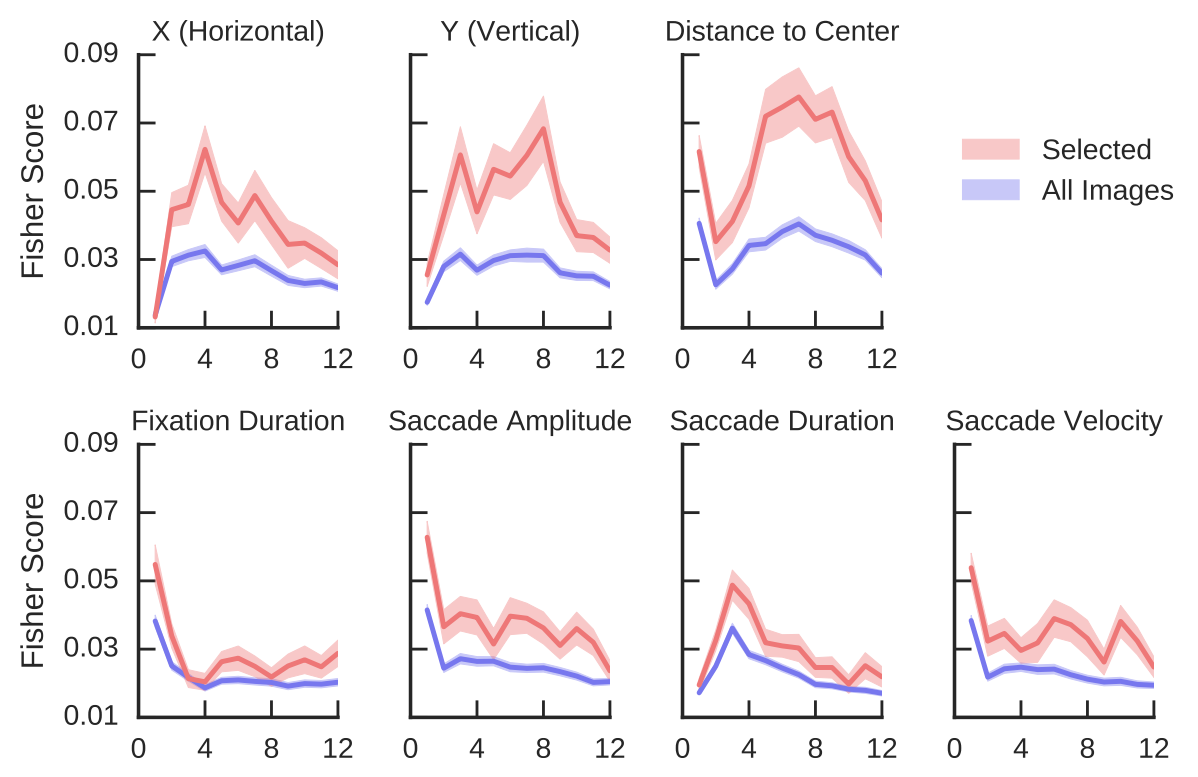 X (Horizontal)
Y (Vertical)
Distance to Center
Fisher Score
0.09
0.07
0.05
0.03
0.01
0 4 8 12
0 4 8 12
0 4 8 12
Selected
All Images
Fixation Duration
Saccade Amplitude
Saccade Duration
Saccade Velocity
Fisher Score
0.09
0.07
0.05
0.03
0.01
0 4 8 12
0 4 8 12
0 4 8 12
0 4 8 12